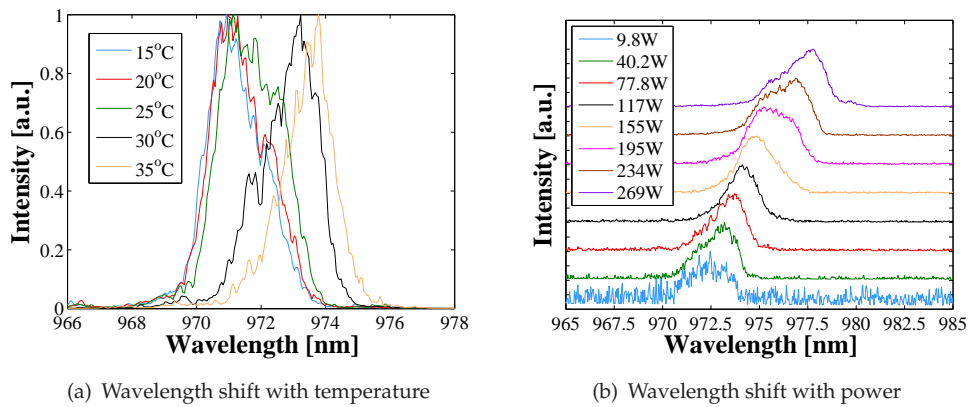 1
0.8
0.6
0.4
0.2
0
Intensity [a.u.]
15°C
20°C
25°C
30°C
35°C
966 968 970 972 974 976 978
Wavelength [nm]
(a) Wavelength shift with temperature
Intensity [a.u.]
9.8W
40.2W
77.8W
117W
155W
195W
234W
269W
965 967.5 970 972.5 975 977.5 980 982.5 985
Wavelength [nm]
(b) Wavelength shift with power